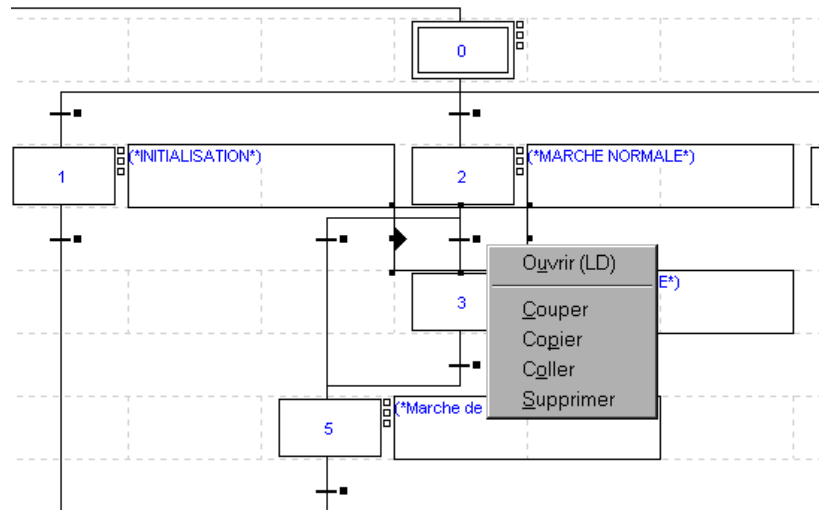 0
1
(*INITIALISATION*)
2
(*MARCHE NORMALE*)
3
E*)
Ouvrir (LD)
Couper
Copier
Coller
Supprimer
5
(*Marche de